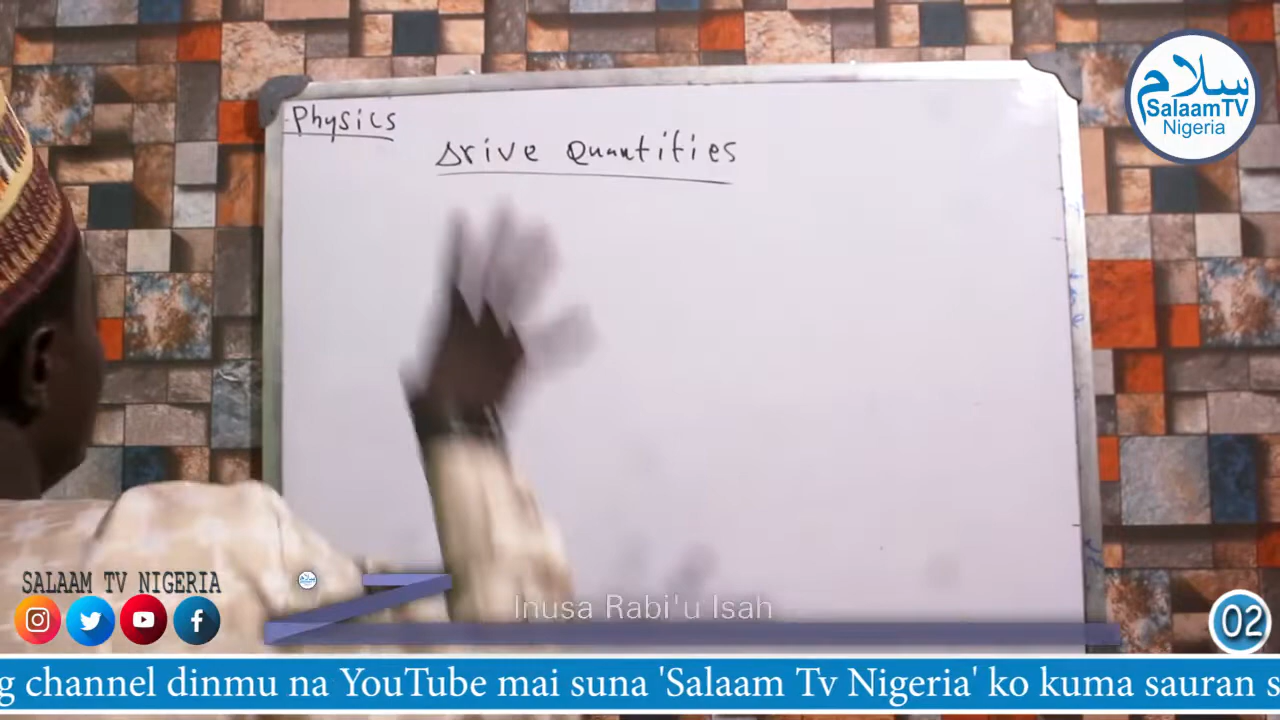 Physics
Drive Quantities
سلام
SalaamTV
Nigeria
SALAAM TV NIGERIA
Inusa Rabi'u Isah
02
g channel dinmu na YouTube mai suna 'Salaam Tv Nigeria' ko kuma sauran s